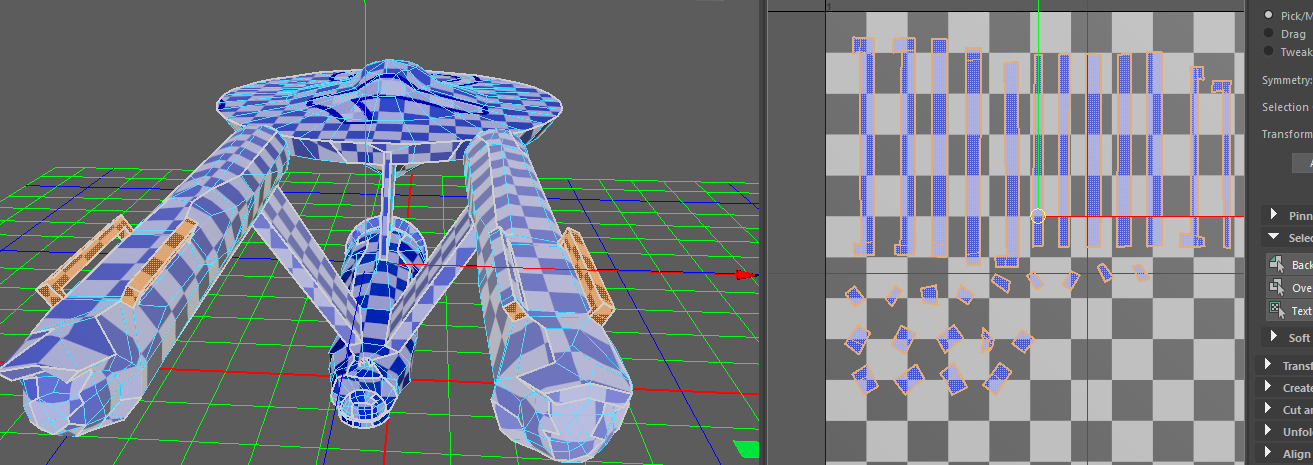 1
Pick/M
Drag
Tweak
Symmetry:
Selection
Transform
A
Pinn
Selec
Back
Ove
Text
Soft
Transf
Create
Cut an
Unfol
Align